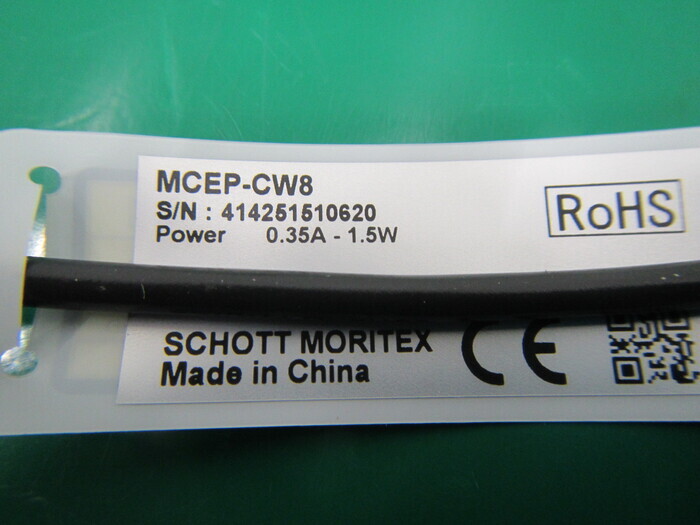 MCEP-CW8
S/N : 414251510620
Power 0.35A - 1.5W
RoHS
SCHOTT MORITEX
Made in China
CE